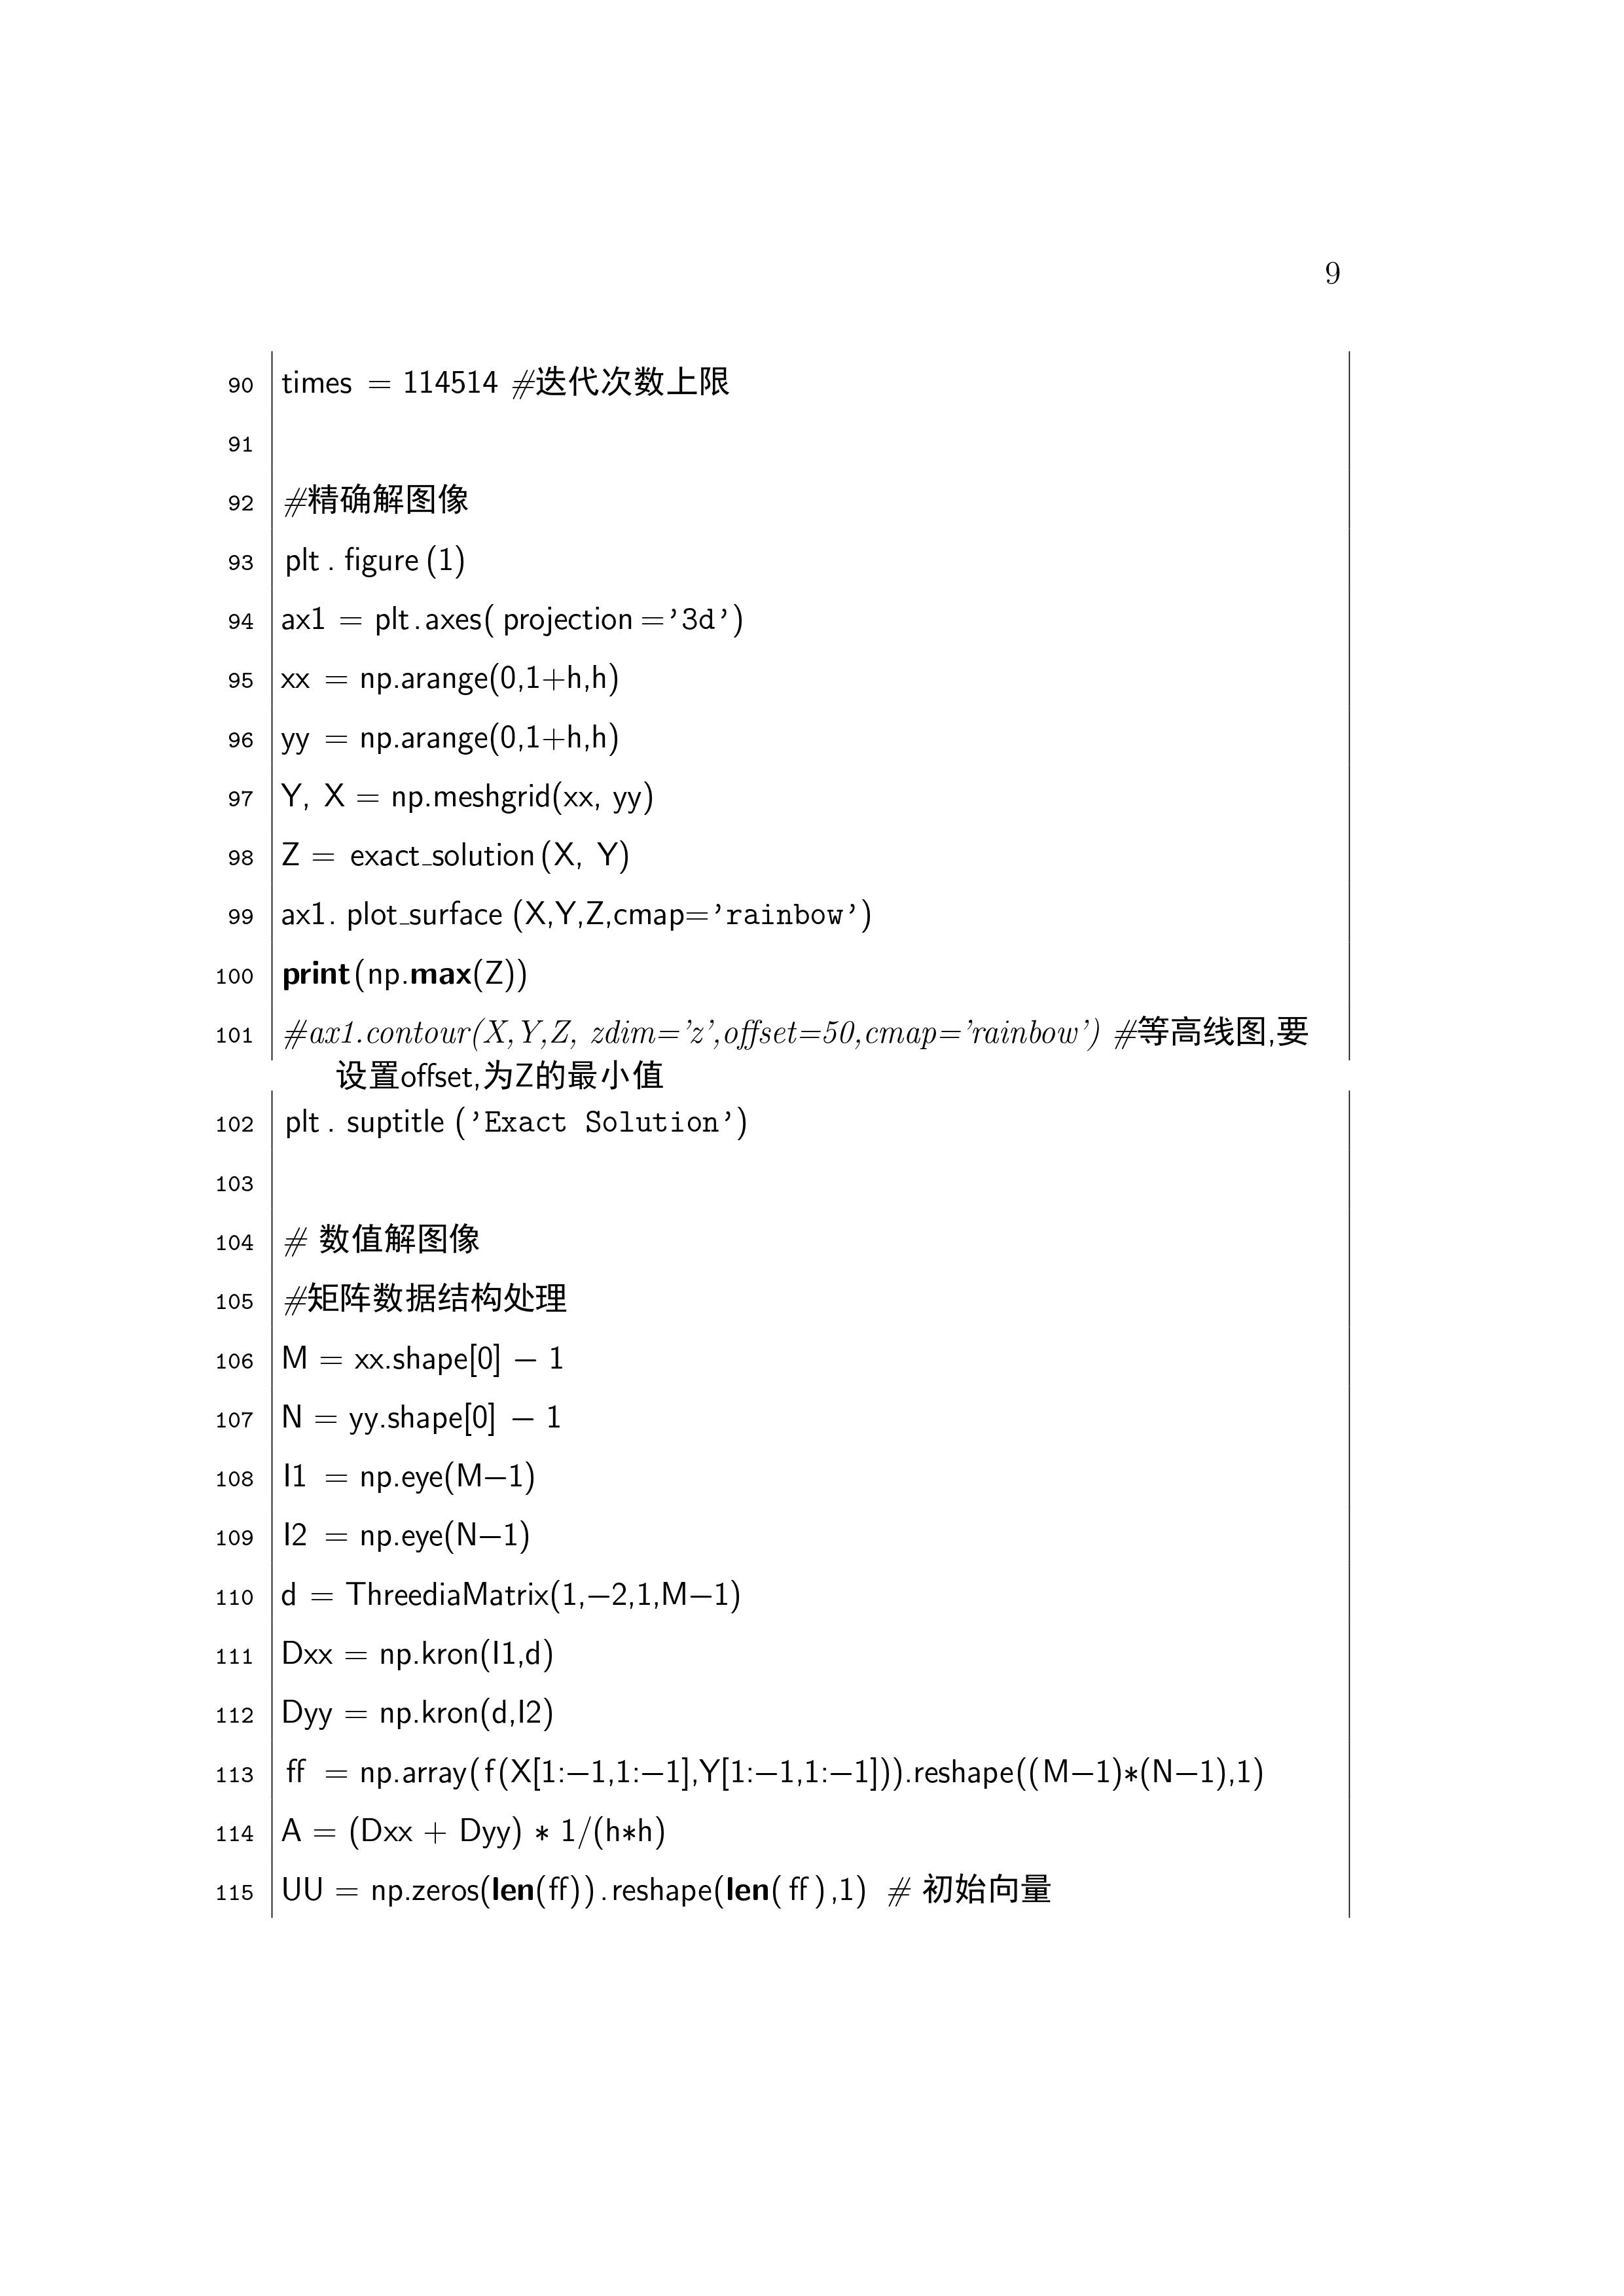 9
90 times = 114514 #迭代次数上限
91
92 #精确解图像
93 plt.figure(1)
94 ax1 = plt.axes(projection='3d')
95 xx = np.arange(0,1+h,h)
96 yy = np.arange(0,1+h,h)
97 Y, X = np.meshgrid(xx, yy)
98 Z = exact_solution(X, Y)
99 ax1.plot_surface(X,Y,Z,cmap='rainbow')
100 print(np.max(Z))
101 #ax1.contour(X,Y,Z, zdim='z',offset=50,cmap='rainbow') #等高线图,要
设置offset,为Z的最小值
102 plt.suptitle('Exact Solution')
103
104 # 数值解图像
105 #矩阵数据结构处理
106 M = xx.shape[0] − 1
107 N = yy.shape[0] − 1
108 I1 = np.eye(M−1)
109 I2 = np.eye(N−1)
110 d = ThreediaMatrix(1,−2,1,M−1)
111 Dxx = np.kron(I1,d)
112 Dyy = np.kron(d,I2)
113 ff = np.array(f(X[1:−1,1:−1],Y[1:−1,1:−1])).reshape((M−1)*(N−1),1)
114 A = (Dxx + Dyy) * 1/(h*h)
115 UU = np.zeros(len(ff)).reshape(len(ff),1) # 初始向量